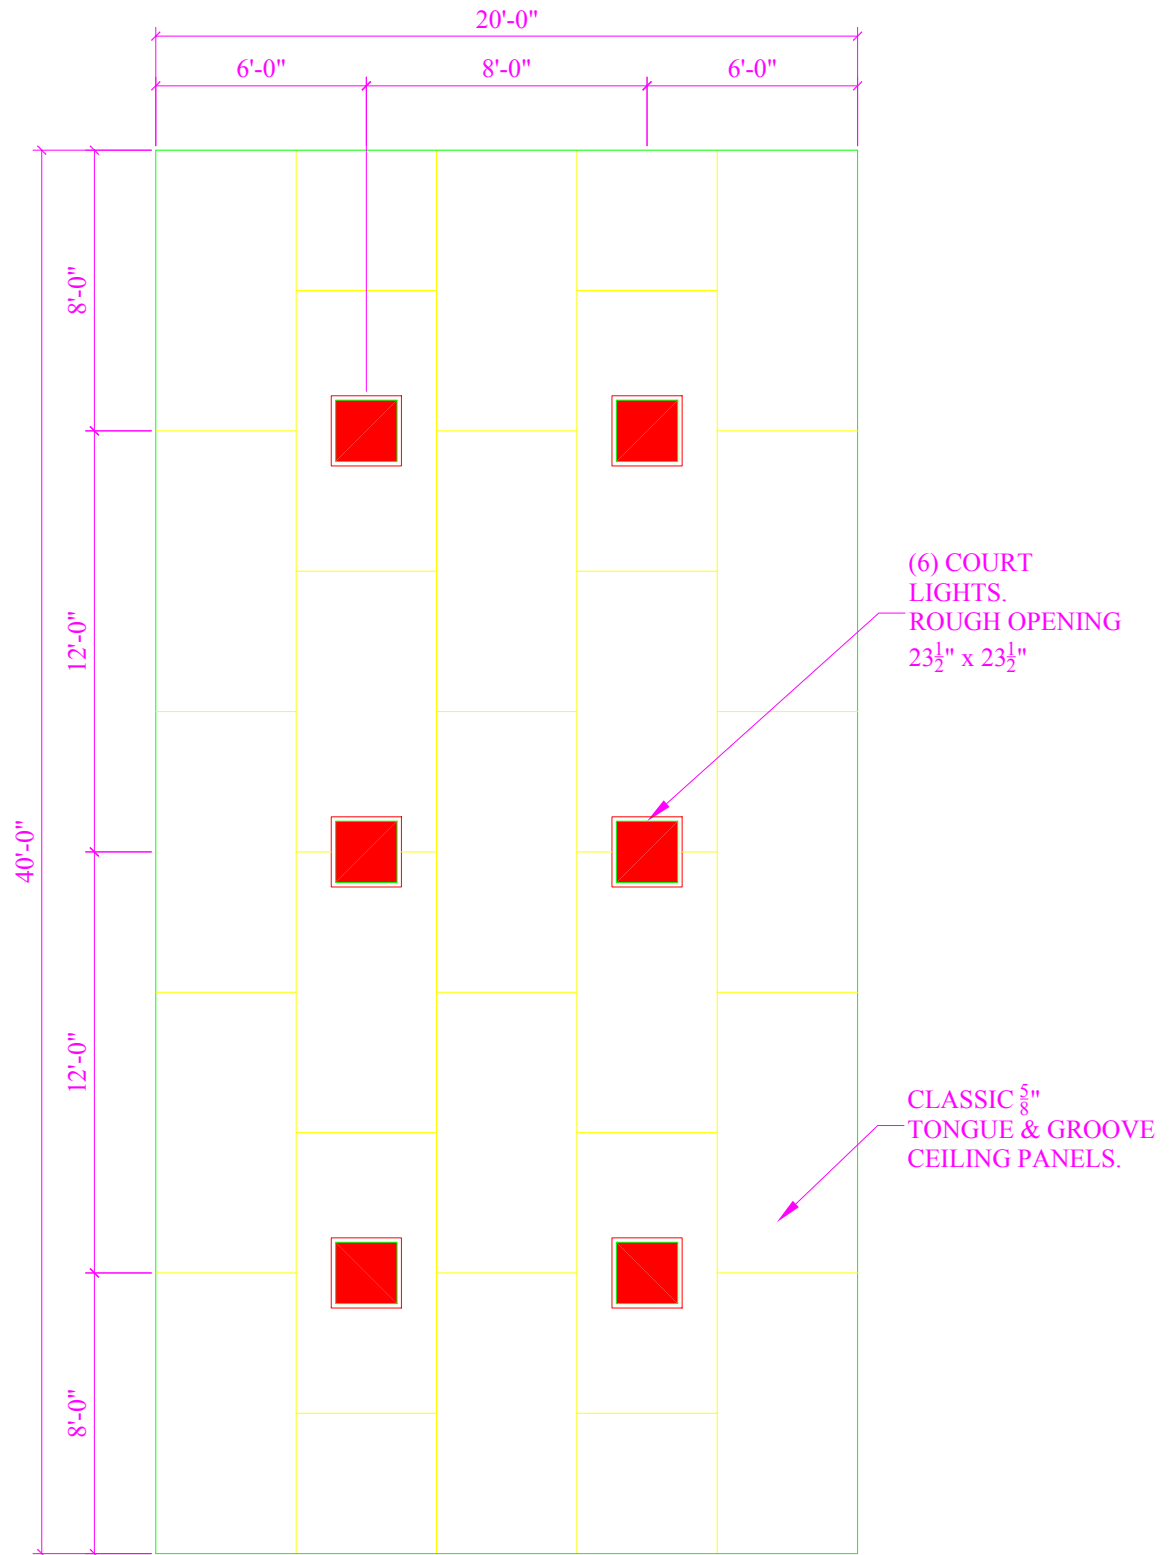 20'-0"
6'-0"
8'-0"
6'-0"
8'-0"
12'-0"
40'-0"
12'-0"
8'-0"
(6) COURT
LIGHTS.
ROUGH OPENING
23½" x 23½"
CLASSIC ⅝"
TONGUE & GROOVE
CEILING PANELS.